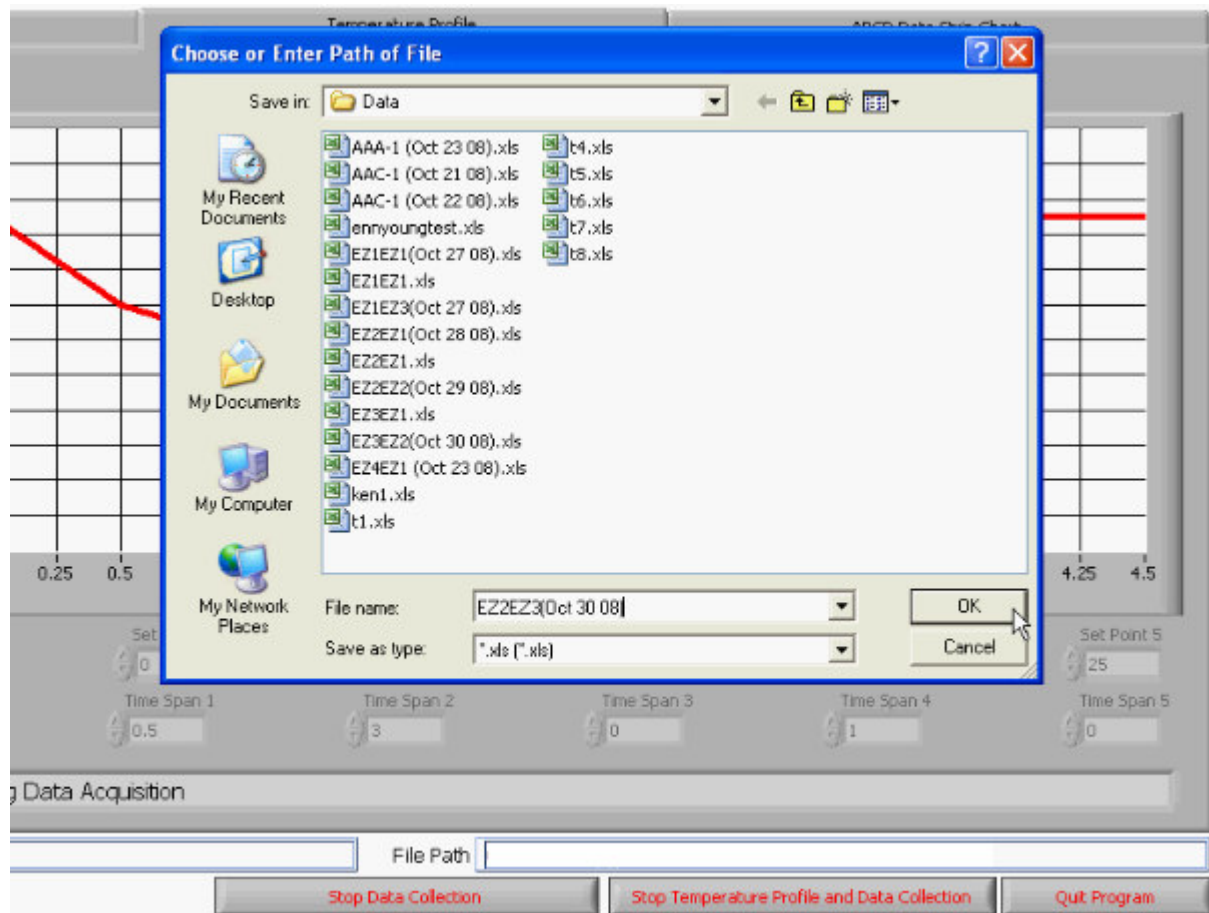 Temperature Profile
ABCD Data Strip Chart
Choose or Enter Path of File
Save in:
Data
My Recent Documents
Desktop
My Documents
My Computer
My Network Places
AAA-1 (Oct 23 08).xls
AAC-1 (Oct 21 08).xls
AAC-1 (Oct 22 08).xls
ennyoungtest.xls
EZ1EZ1(Oct 27 08).xls
EZ1EZ1.xls
EZ1EZ3(Oct 27 08).xls
EZ2EZ1(Oct 28 08).xls
EZ2EZ1.xls
EZ2EZ2(Oct 29 08).xls
EZ3EZ1.xls
EZ3EZ2(Oct 30 08).xls
EZ4EZ1 (Oct 23 08).xls
ken1.xls
t1.xls
t4.xls
t5.xls
t6.xls
t7.xls
t8.xls
File name:
EZ2EZ3(Oct 30 08)
OK
Save as type:
*.xls (*.xls)
Cancel
0.25 0.5 4.25 4.5
Set
0
Set Point 5
25
Time Span 1 Time Span 2 Time Span 3 Time Span 4 Time Span 5
0.5 3 0 1 0
g Data Acquisition
File Path
Stop Data Collection
Stop Temperature Profile and Data Collection
Quit Program